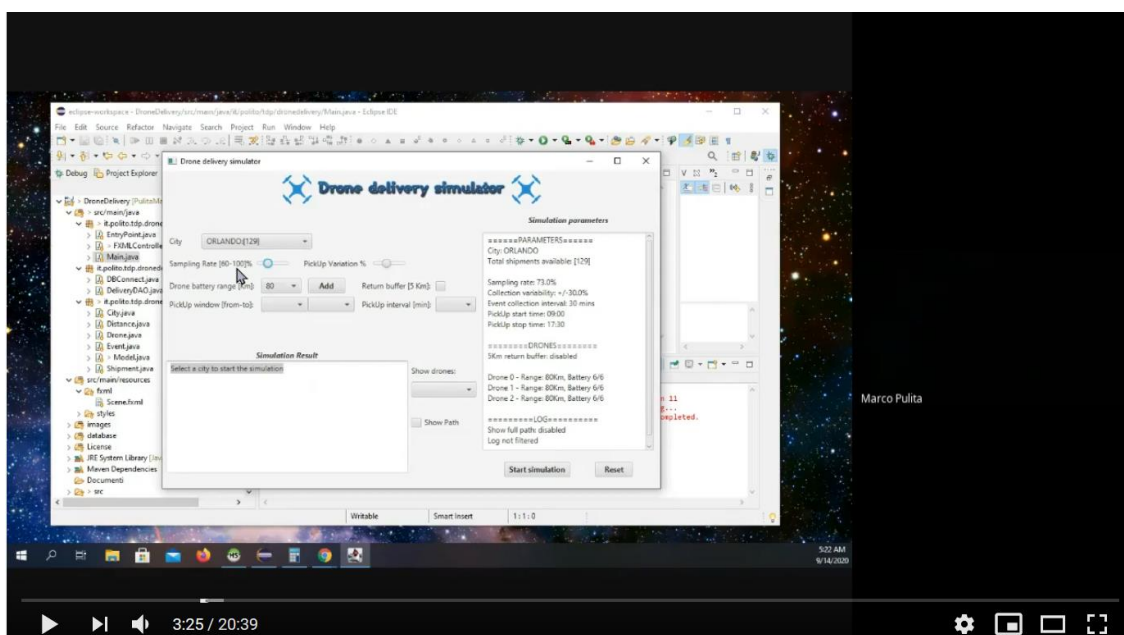 eclipse-workspace - DroneDelivery/src/main/java/it/polito/tdp/dronedelivery/Main.java - Eclipse IDE
File Edit Source Refactor Navigate Search Project Run Window Help
Debug Project Explorer
Drone delivery simulator
Drone delivery simulator
Simulation parameters
> DroneDelivery
> src/main/java
> it.polito.tdp.drone
> EntryPoint.java
> FXMLControlle
> Main.java
> it.polito.tdp.droned
> DBConnect.java
> DeliveryDAO.java
> it.polito.tdp.drone
> City.java
> Distance.java
> Drone.java
> Event.java
> Model.java
> Shipment.java
src/main/resources
> fxml
Scene.fxml
> styles
> images
> database
> License
> JRE System Library
> Maven Dependencies
Documenti
> src
City ORLANDO[129]
Sampling Rate [60-100]% PickUp Variation %
Drone battery range [Km]: 80 Add Return buffer [5 Km]:
PickUp window [from-to]: PickUp interval [min]:
Simulation Result
Select a city to start the simulation
Show drones:
Show Path
======PARAMETERS======
City: ORLANDO
Total shipments available: [129]
Sampling rate: 73.0%
Collection variability: +/-30.0%
Event collection interval: 30 mins
PickUp start time: 09:00
PickUp stop time: 17:30
========DRONES========
5Km return buffer: disabled
Drone 0 - Range: 80Km, Battery 6/6
Drone 1 - Range: 80Km, Battery 6/6
Drone 2 - Range: 80Km, Battery 6/6
=========LOG=========
Show full path: disabled
Log not filtered
Start simulation Reset
n 11
ompleted.
Writable Smart Insert 1 : 1 : 0
5:22 AM
9/14/2020
Marco Pulita
3:25 / 20:39